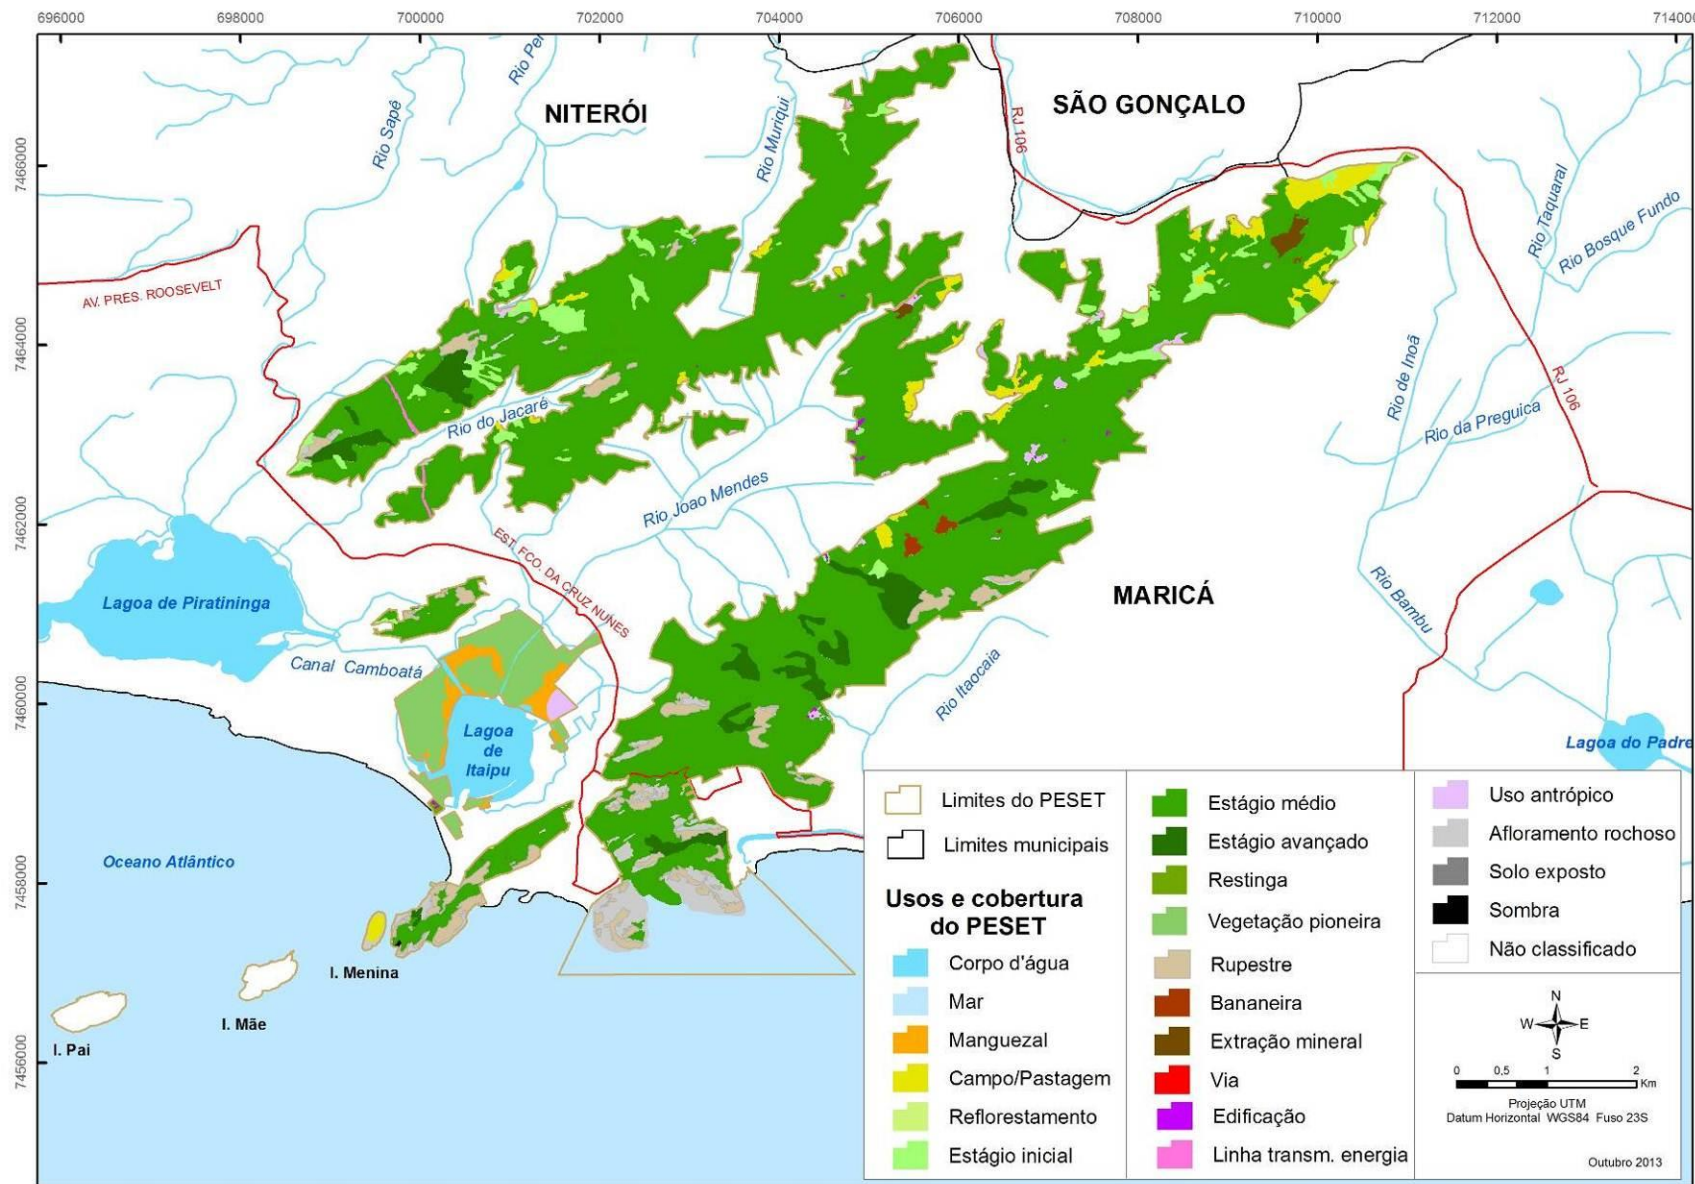 696000
698000
700000
702000
704000
706000
708000
710000
712000
714000
7466000
7464000
7462000
7460000
7458000
7456000
NITERÓI
SÃO GONÇALO
MARICÁ
Rio Sapê
Rio Muriqui
RJ 106
Rio Taquaral
Rio Bosque Fundo
AV. PRES. ROOSEVELT
Rio do Jacaré
Rio de Inoã
RJ 106
Rio da Preguica
Rio Joao Mendes
EST. FCO. DA CRUZ NUNES
Rio Bambu
Lagoa de Piratininga
Canal Camboatá
Rio Itaocaia
Lagoa
de
Itaipu
Lagoa do Padre
Oceano Atlântico
I. Menina
I. Mãe
I. Pai
Limites do PESET
Limites municipais
Usos e cobertura
do PESET
Corpo d'água
Mar
Manguezal
Campo/Pastagem
Reflorestamento
Estágio inicial
Estágio médio
Estágio avançado
Restinga
Vegetação pioneira
Rupestre
Bananeira
Extração mineral
Via
Edificação
Linha transm. energia
Uso antrópico
Afloramento rochoso
Solo exposto
Sombra
Não classificado
N
W E
S
0 0,5 1 2
Km
Projeção UTM
Datum Horizontal WGS84 Fuso 23S
Outubro 2013